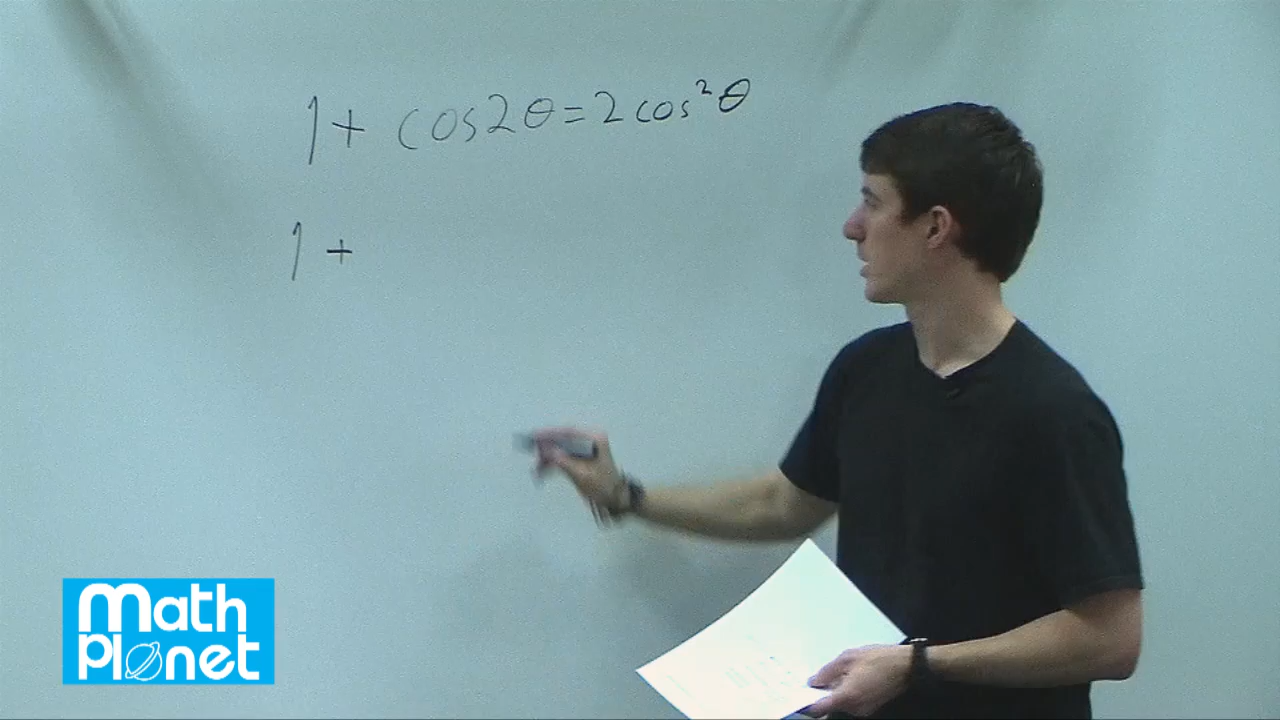 1 + cos2θ = 2cos²θ
1 +
Math
Planet